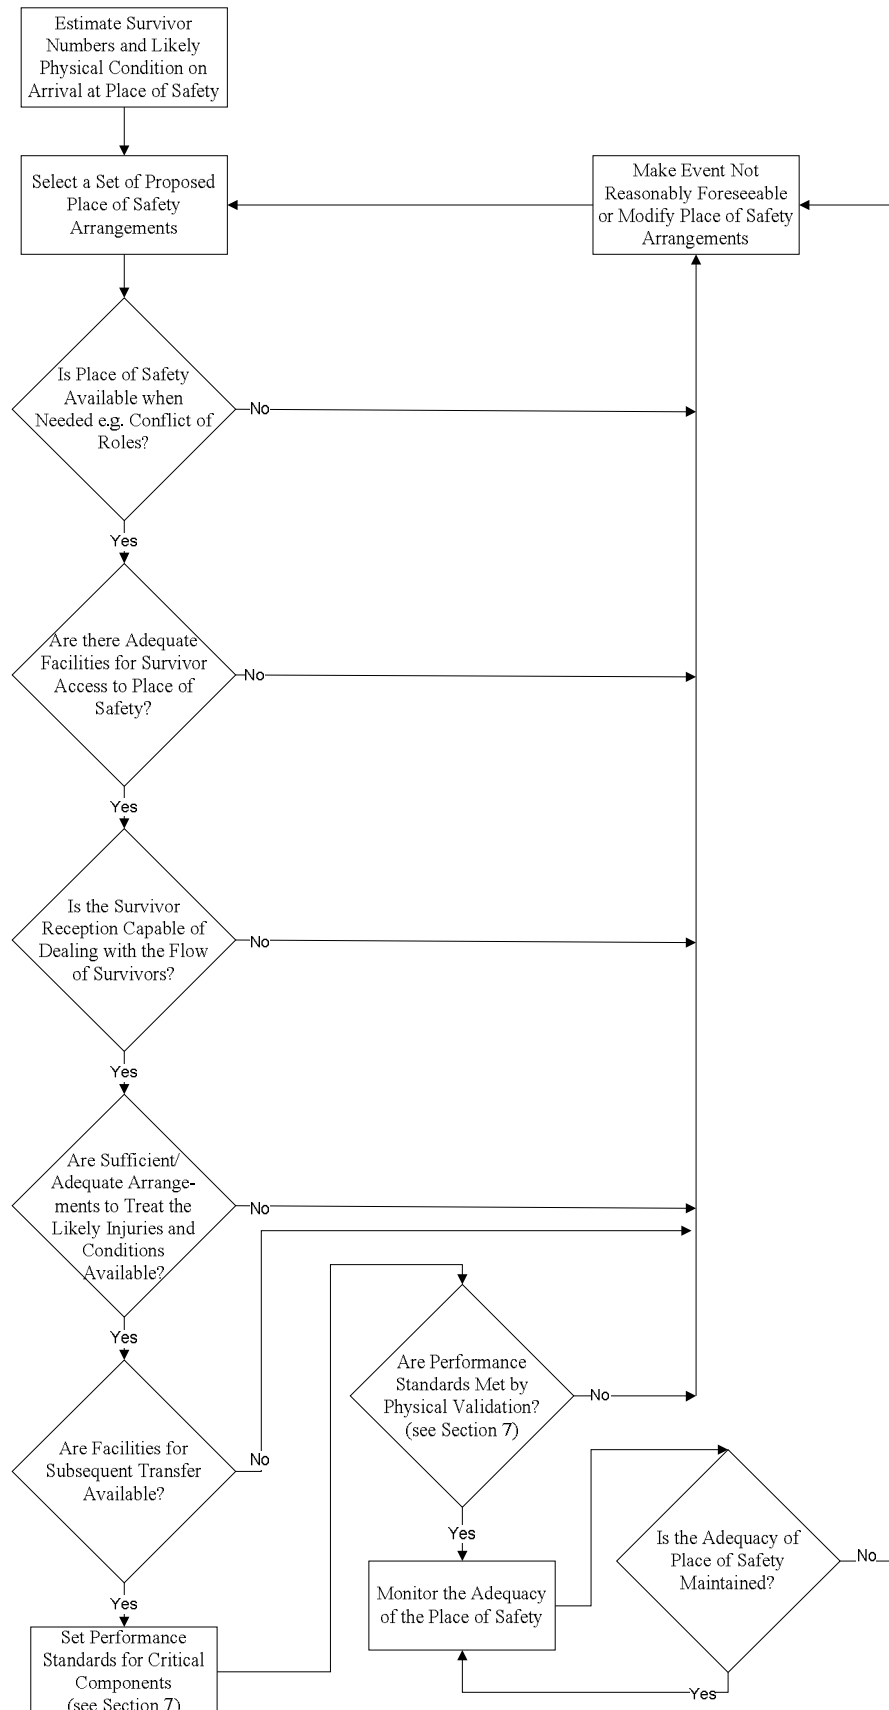 Estimate Survivor
Numbers and Likely
Physical Condition on
Arrival at Place of Safety
Select a Set of Proposed
Place of Safety
Arrangements
Make Event Not
Reasonably Foreseeable
or Modify Place of Safety
Arrangements
Is Place of Safety
Available when
Needed e.g. Conflict of
Roles?
No
Yes
Are there Adequate
Facilities for Survivor
Access to Place of
Safety?
No
Yes
Is the Survivor
Reception Capable of
Dealing with the Flow
of Survivors?
No
Yes
Are Sufficient/
Adequate Arrange-
ments to Treat the
Likely Injuries and
Conditions
Available?
No
Yes
Are Facilities for
Subsequent Transfer
Available?
No
Yes
Set Performance
Standards for Critical
Components
(see Section 7)
Are Performance
Standards Met by
Physical Validation?
(see Section 7)
No
Yes
Monitor the Adequacy
of the Place of Safety
Is the Adequacy of
Place of Safety
Maintained?
No
Yes